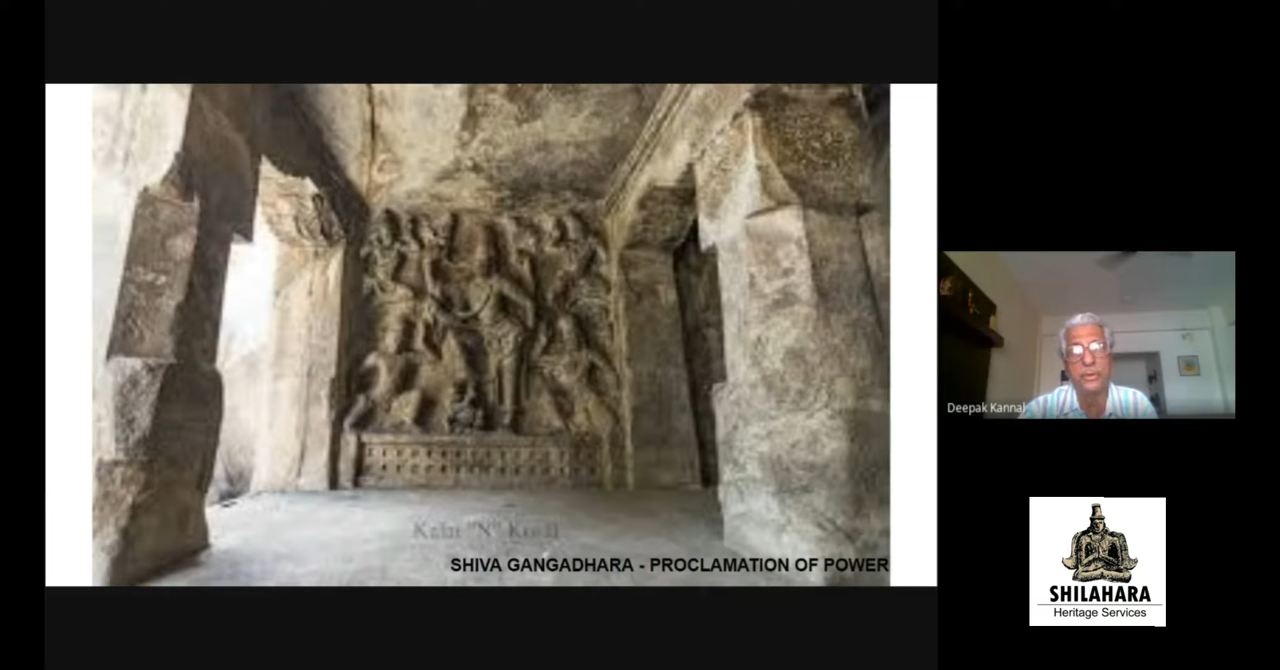 SHIVA GANGADHARA - PROCLAMATION OF POWER
Deepak Kannal
SHILAHARA
Heritage Services